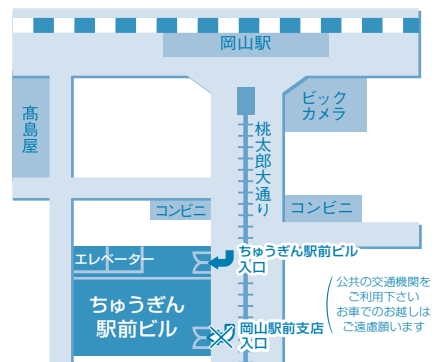 岡山駅
髙島屋
ビック
カメラ
桃太郎大通り
コンビニ
コンビニ
エレベーター
ちゅうぎん駅前ビル
入口
ちゅうぎん
駅前ビル
岡山駅前支店
入口
公共の交通機関を
ご利用下さい
お車でのお越しは
ご遠慮願います